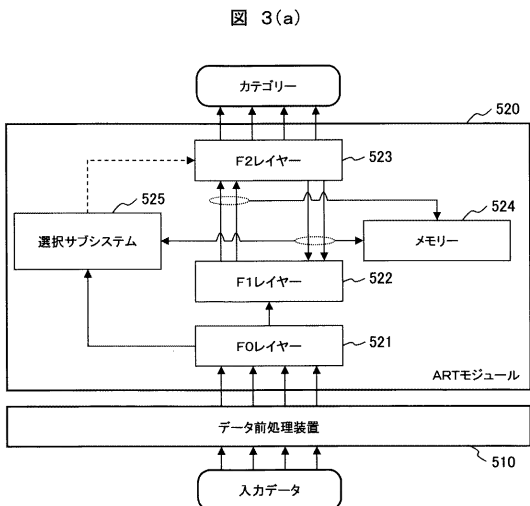 図 3(a)
カテゴリー
520
F2レイヤー
523
525
選択サブシステム
524
メモリー
F1レイヤー
522
F0レイヤー
521
ARTモジュール
データ前処理装置
510
入力データ